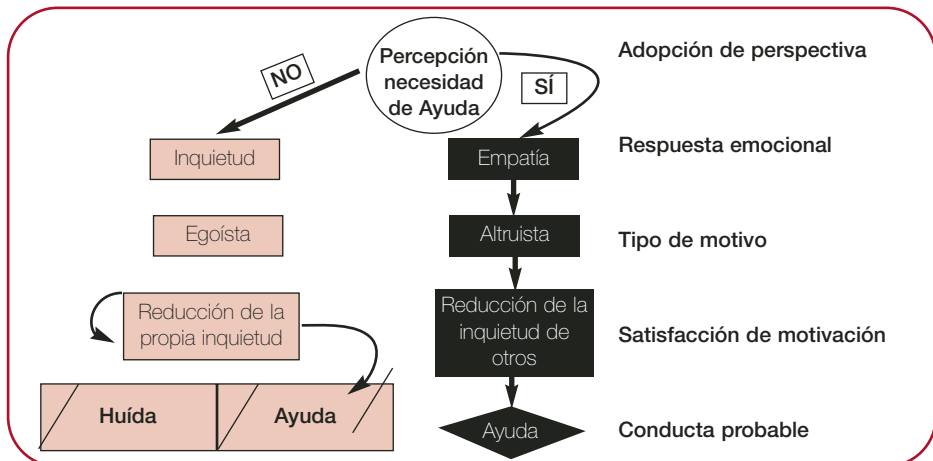 Percepción
necesidad
de Ayuda
NO
SÍ
Adopción de perspectiva
Inquietud
Empatía
Respuesta emocional
Egoísta
Altruista
Tipo de motivo
Reducción de la
propia inquietud
Reducción de la
inquietud de
otros
Satisfacción de motivación
Huída
Ayuda
Ayuda
Conducta probable